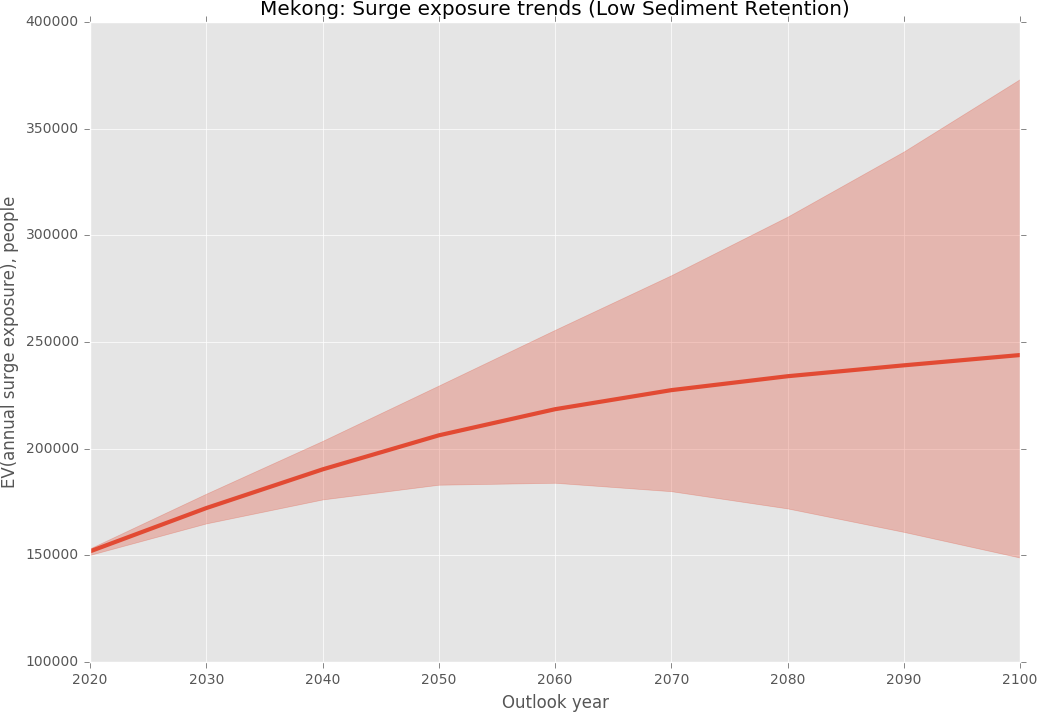 Mekong: Surge exposure trends (Low Sediment Retention)
400000
350000
300000
250000
200000
150000
100000
EV(annual surge exposure), people
2020 2030 2040 2050 2060 2070 2080 2090 2100
Outlook year